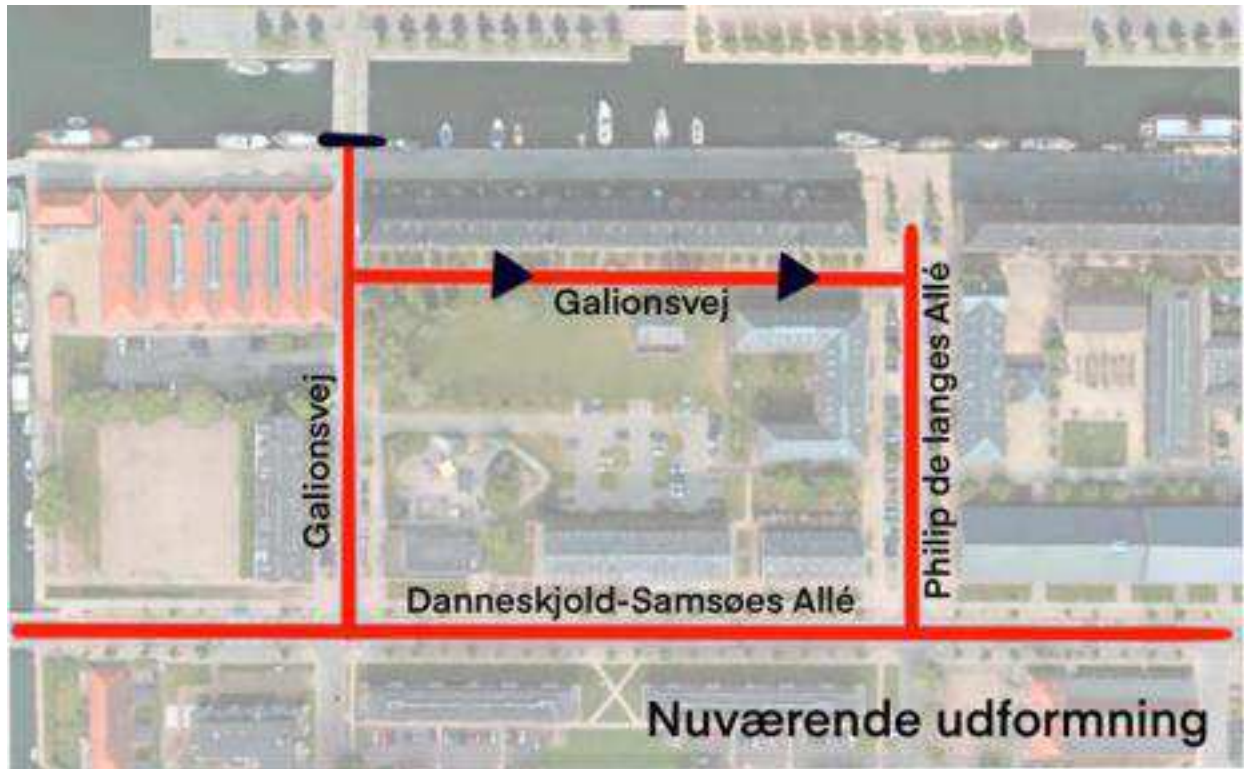 Galionsvej
Galionsvej
Philip de langes Allé
Danneskjold-Samsøes Allé
Nuværende udformning